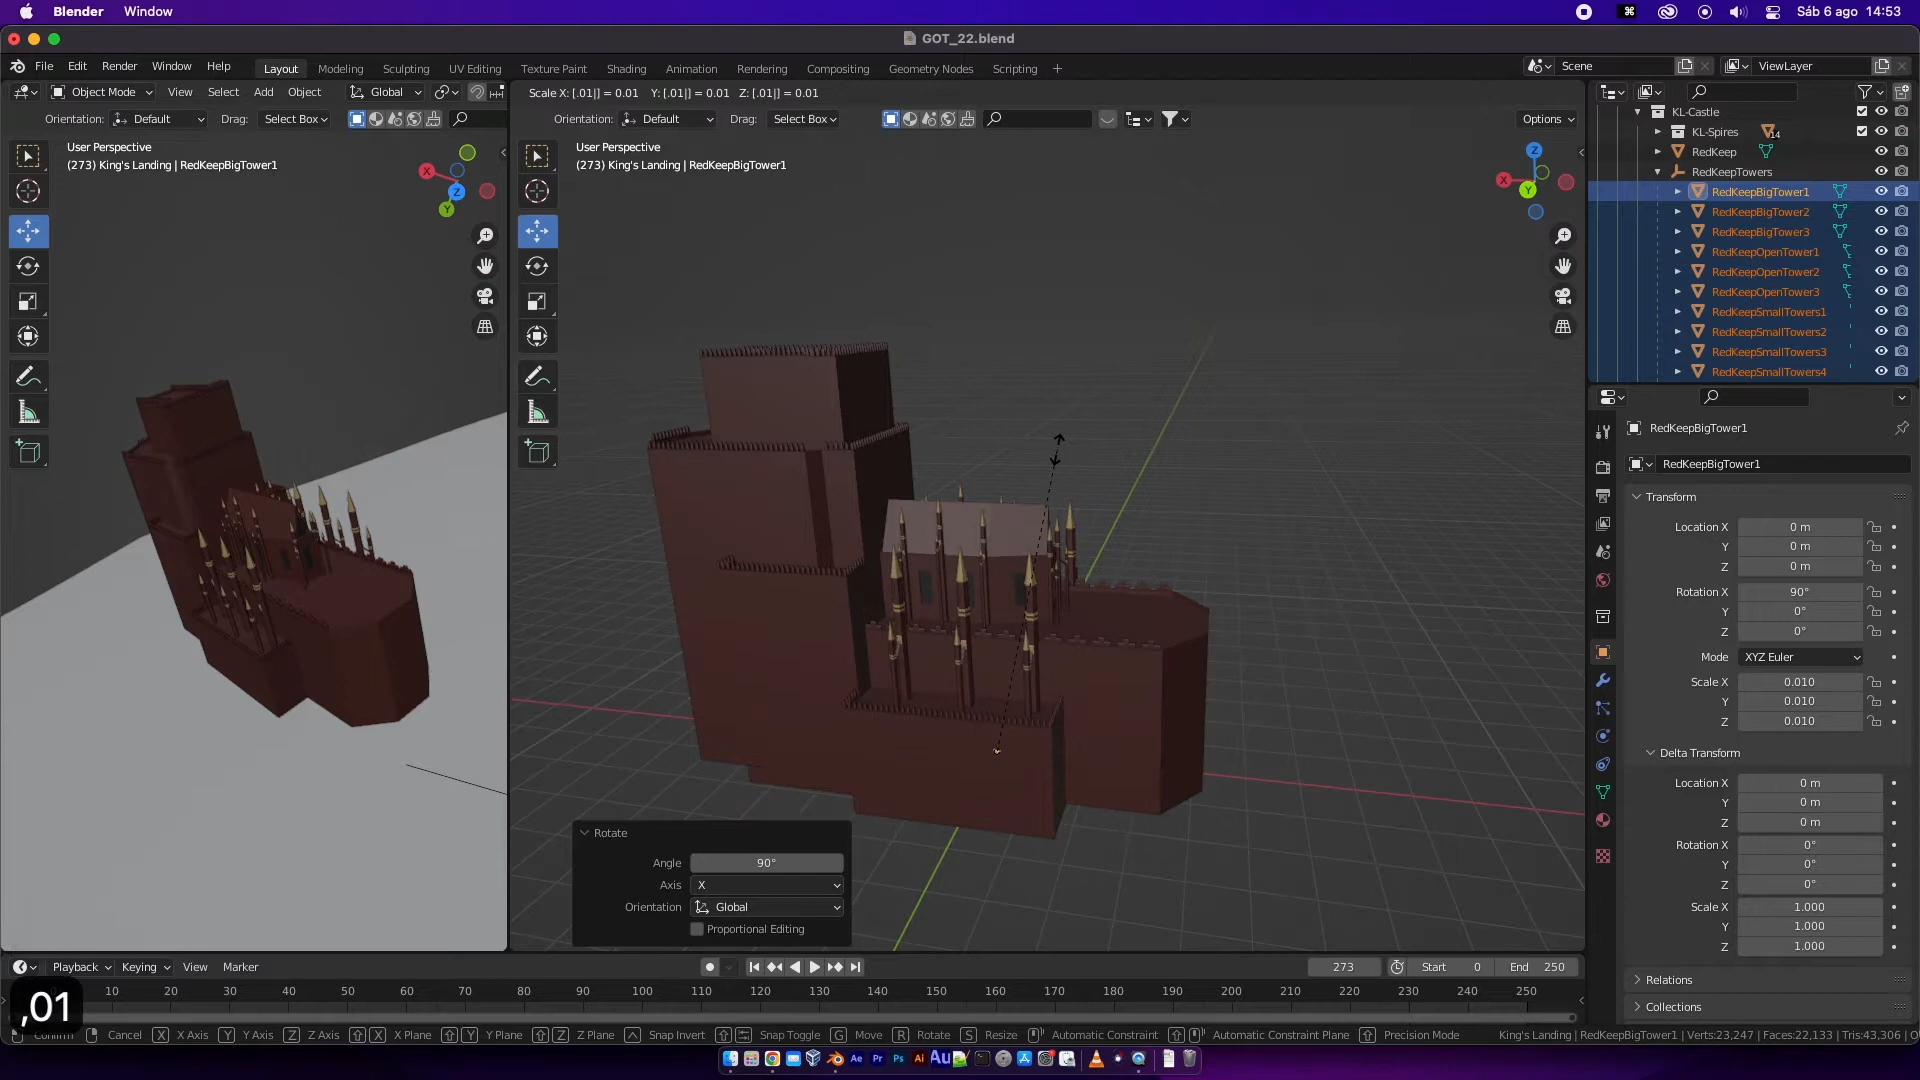 Blender Window Sáb 6 ago 14:53
GOT_22.blend
File Edit Render Window Help Layout Modeling Sculpting UV Editing Texture Paint Shading Animation Rendering Compositing Geometry Nodes Scripting + Scene ViewLayer
Object Mode View Select Add Object Global Scale X: [.01|] = 0.01 Y: [.01|] = 0.01 Z: [.01|] = 0.01
Orientation: Default Drag: Select Box Orientation: Default Drag: Select Box Options
User Perspective
(273) King's Landing | RedKeepBigTower1
X
Y
Z
User Perspective
(273) King's Landing | RedKeepBigTower1
Z
X
Y
KL-Castle
KL-Spires 14
RedKeep
RedKeepTowers
RedKeepBigTower1
RedKeepBigTower2
RedKeepBigTower3
RedKeepOpenTower1
RedKeepOpenTower2
RedKeepOpenTower3
RedKeepSmallTowers1
RedKeepSmallTowers2
RedKeepSmallTowers3
RedKeepSmallTowers4
RedKeepBigTower1
RedKeepBigTower1
Transform
Location X 0 m
Y 0 m
Z 0 m
Rotation X 90°
Y 0°
Z 0°
Mode XYZ Euler
Scale X 0.010
Y 0.010
Z 0.010
Delta Transform
Location X 0 m
Y 0 m
Z 0 m
Rotation X 0°
Y 0°
Z 0°
Scale X 1.000
Y 1.000
Z 1.000
Relations
Collections
Rotate
Angle 90°
Axis X
Orientation Global
Proportional Editing
Playback Keying View Marker 273 Start 0 End 250
10 20 30 40 50 60 70 80 90 100 110 120 130 140 150 160 170 180 190 200 210 220 230 240 250
,01
Confirm Cancel X X Axis Y Y Axis Z Z Axis X X Plane Y Y Plane Z Z Plane Snap Invert Snap Toggle G Move R Rotate S Resize Automatic Constraint Automatic Constraint Plane Precision Mode King's Landing | RedKeepBigTower1 | Verts:23,247 | Faces:22,133 | Tris:43,306 | O
Ae Pr Ps Ai Au